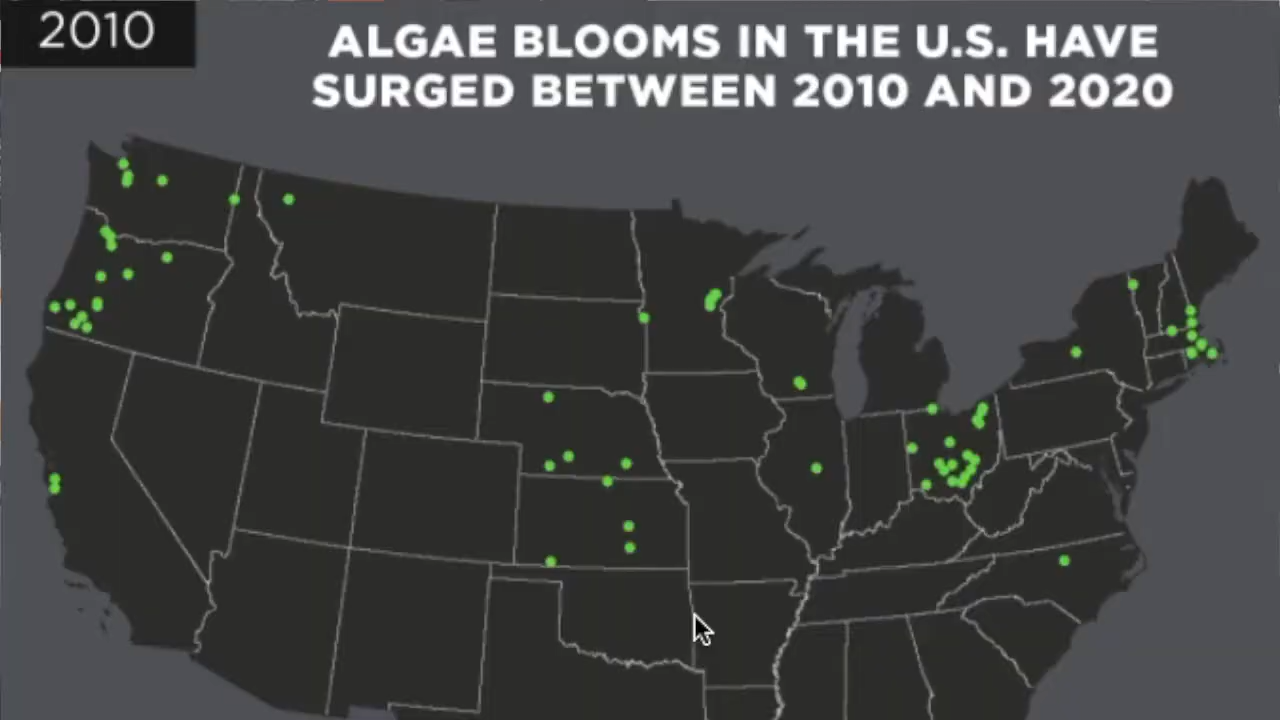 2010
ALGAE BLOOMS IN THE U.S. HAVE
SURGED BETWEEN 2010 AND 2020